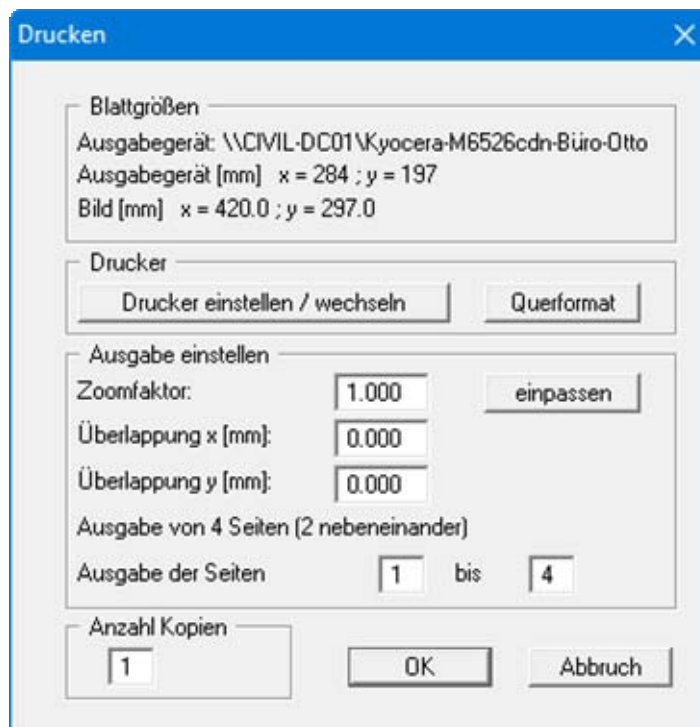 Drucken
Blattgrößen
Ausgabegerät: \\CIVIL-DC01\Kyocera-M6526cdn-Büro-Otto
Ausgabegerät [mm]   x = 284 ; y = 197
Bild [mm]   x = 420.0 ; y = 297.0
Drucker
Drucker einstellen / wechseln   Querformat
Ausgabe einstellen
Zoomfaktor:   1.000   einpassen
Überlappung x [mm]:   0.000
Überlappung y [mm]:   0.000
Ausgabe von 4 Seiten (2 nebeneinander)
Ausgabe der Seiten   1   bis   4
Anzahl Kopien
1   OK   Abbruch